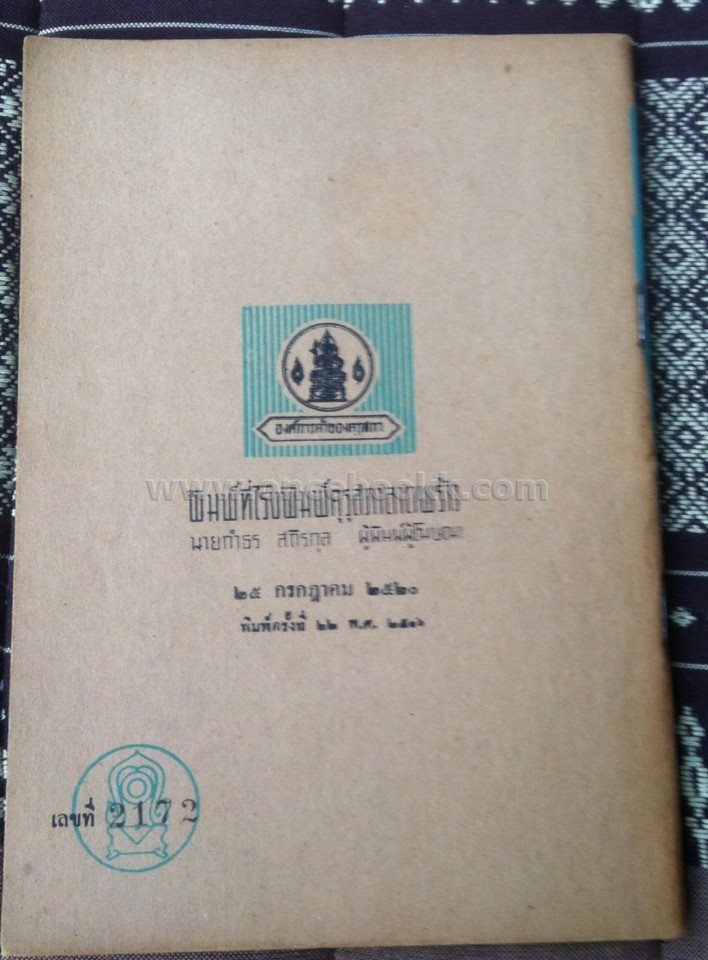 องค์การค้าของคุรุสภา
พิมพ์ที่โรงพิมพ์คุรุสภาลาดพร้าว
นายกำธร สถิรกุล ผู้พิมพ์ผู้โฆษณา
๒๕ กรกฎาคม ๒๕๒๐
พิมพ์ครั้งที่ ๒๒ พ.ศ.
เลขที่ 2172